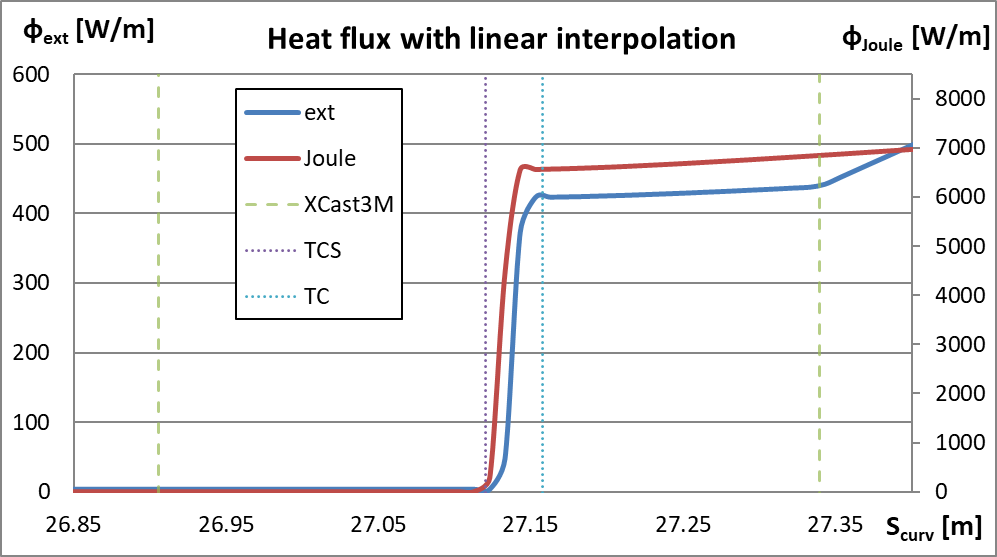 ϕext [W/m]
Heat flux with linear interpolation
ϕJoule [W/m]
600
500
400
300
200
100
0
ext
Joule
XCast3M
TCS
TC
8000
7000
6000
5000
4000
3000
2000
1000
0
26.85
26.95
27.05
27.15
27.25
27.35
Scurv [m]